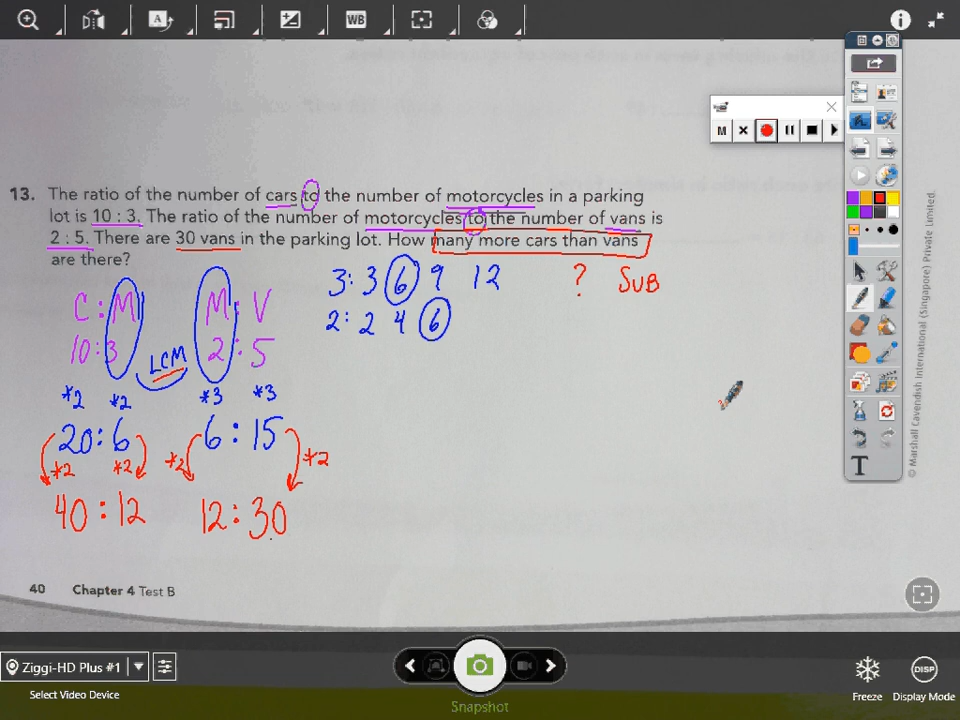 WB
M
13. The ratio of the number of cars to the number of motorcycles in a parking
lot is 10 : 3. The ratio of the number of motorcycles to the number of vans is
2 : 5. There are 30 vans in the parking lot. How many more cars than vans
are there?
3: 3 6 9 12
? SUB
2: 2 4 6
C : M
M : V
10:3
2 : 5
LCM
*2 *2
*3 *3
20:6
6 : 15
*2 *2
*2 *2
40 : 12
12 : 30
40 Chapter 4 Test B
© Marshall Cavendish International (Singapore) Private Limited.
T
Ziggi-HD Plus #1
Select Video Device
Snapshot
Freeze
DISP
Display Mode